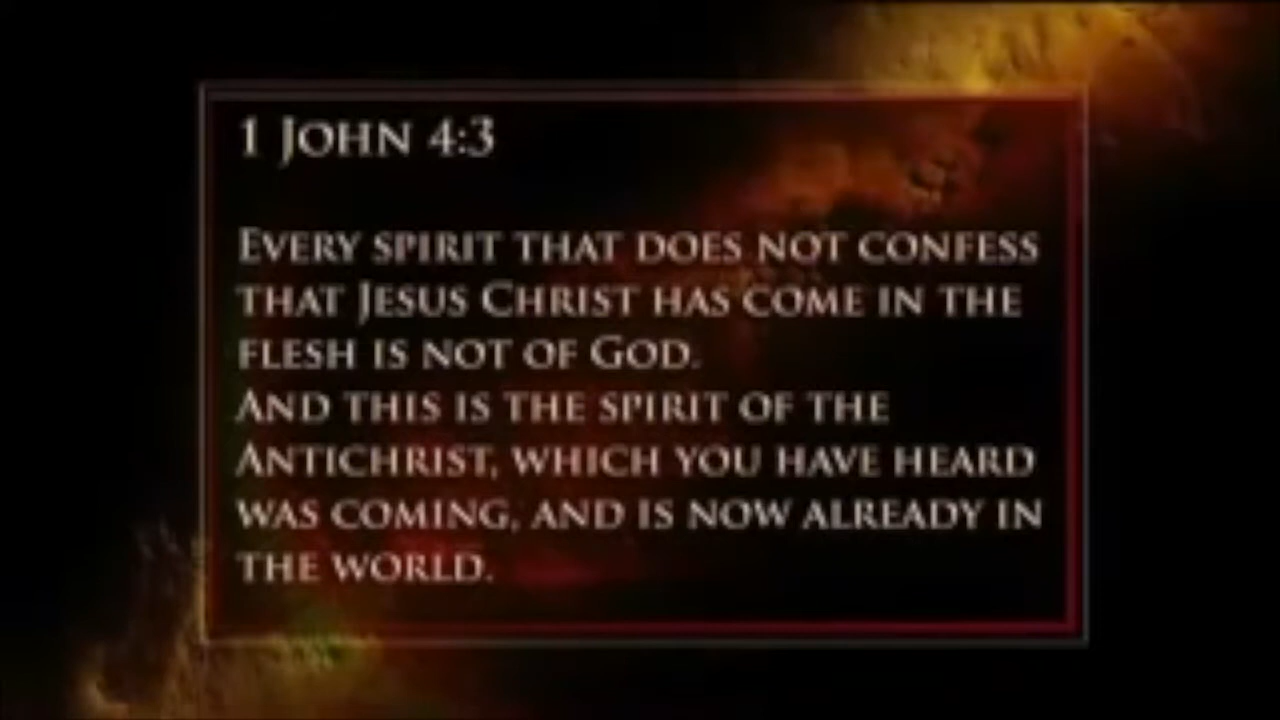 1 John 4:3
Every spirit that does not confess
that Jesus Christ has come in the
flesh is not of God.
And this is the spirit of the
Antichrist, which you have heard
was coming, and is now already in
the world.